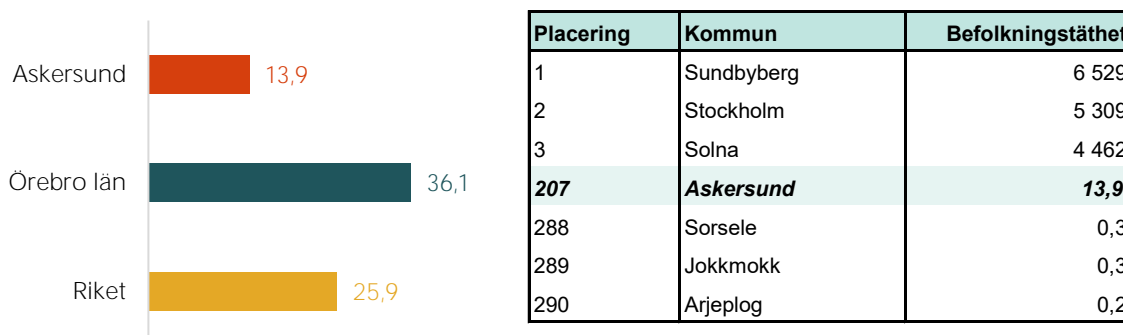 Askersund 13,9
Örebro län 36,1
Riket 25,9
Placering Kommun Befolkningstäthet
1 Sundbyberg 6 529
2 Stockholm 5 309
3 Solna 4 462
207 Askersund 13,9
288 Sorsele 0,3
289 Jokkmokk 0,3
290 Arjeplog 0,2